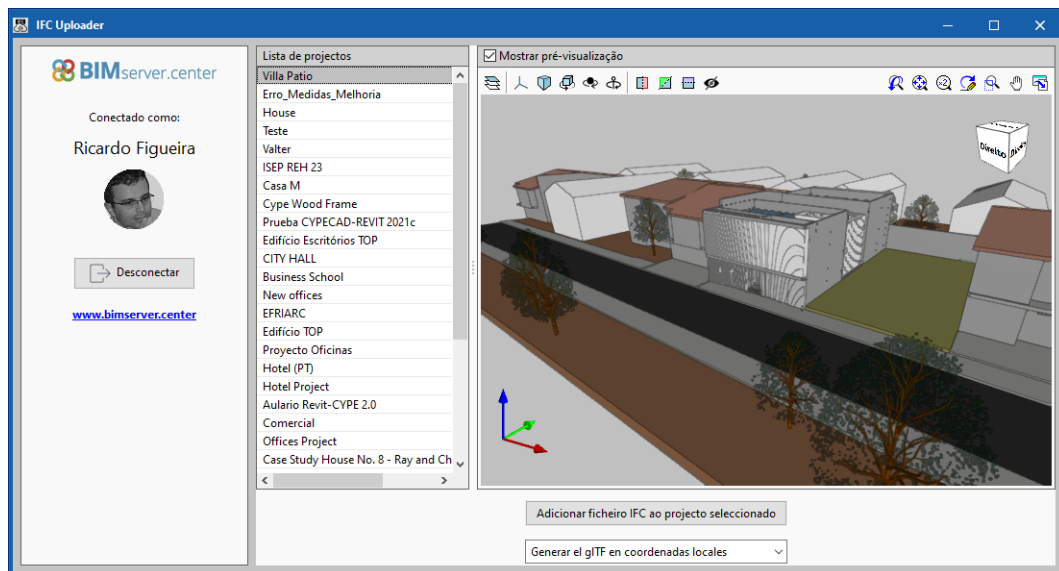 IFC Uploader
BIMserver.center
Conectado como:
Ricardo Figueira
Desconectar
www.bimserver.center
Lista de projectos
Villa Patio
Erro_Medidas_Melhoria
House
Teste
Valter
ISEP REH 23
Casa M
Cype Wood Frame
Prueba CYPECAD-REVIT 2021c
Edifício Escritórios TOP
CITY HALL
Business School
New offices
EFRIARC
Edifício TOP
Proyecto Oficinas
Hotel (PT)
Hotel Project
Aulario Revit-CYPE 2.0
Comercial
Offices Project
Case Study House No. 8 - Ray and Ch
Mostrar pré-visualização
x2
Direito
Adicionar ficheiro IFC ao projecto seleccionado
Generar el glTF en coordenadas locales